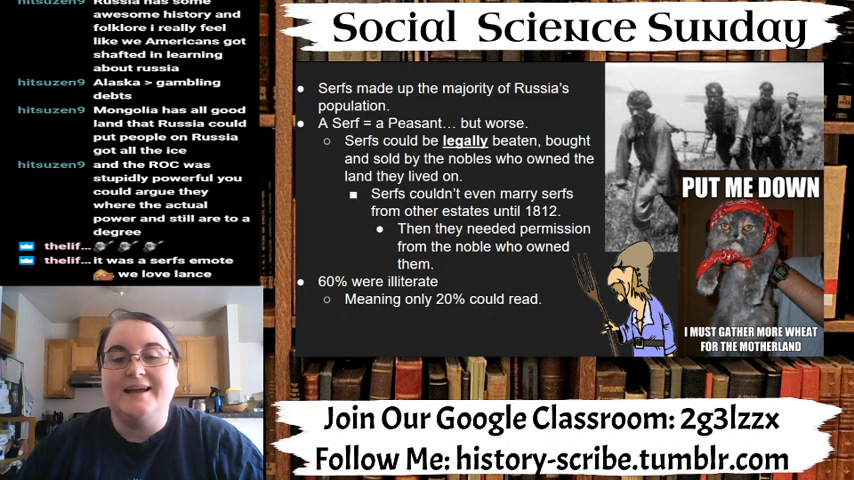 hitsuzen9 Russia has some
awesome history and
folklore i really feel
like we Americans got
shafted in learning
about russia
hitsuzen9 Alaska > gambling
debts
hitsuzen9 Mongolia has all good
land that Russia could
put people on Russia
got all the ice
hitsuzen9 and the ROC was
stupidly powerful you
could argue they
where the actual
power and still are to a
degree
thelif...
thelif... it was a serfs emote
we love lance
Social Science Sunday
● Serfs made up the majority of Russia's
population.
● A Serf = a Peasant... but worse.
○ Serfs could be legally beaten, bought
and sold by the nobles who owned the
land they lived on.
■ Serfs couldn't even marry serfs
from other estates until 1812.
● Then they needed permission
from the noble who owned
them.
● 60% were illiterate
○ Meaning only 20% could read.
PUT ME DOWN
I MUST GATHER MORE WHEAT
FOR THE MOTHERLAND
Join Our Google Classroom: 2g3lzzx
Follow Me: history-scribe.tumblr.com